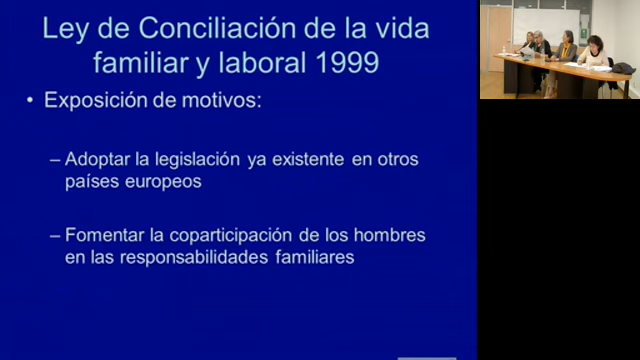 Ley de Conciliación de la vida
familiar y laboral 1999
• Exposición de motivos:
– Adoptar la legislación ya existente en otros
países europeos
– Fomentar la coparticipación de los hombres
en las responsabilidades familiares